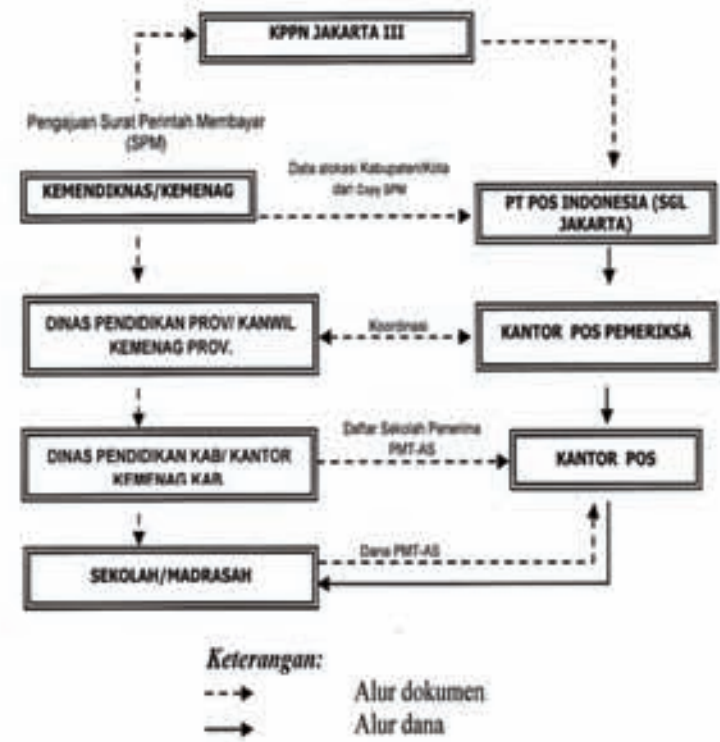 KPPN JAKARTA III
Pengajuan Surat Perintah Membayar
(SPM)
KEMENDIKNAS/KEMENAG
Data alokasi Kabupaten/Kota
dan Copy SPM
PT POS INDONESIA (SGL
JAKARTA)
DINAS PENDIDIKAN PROV/ KANWIL
KEMENAG PROV.
Koordinasi
KANTOR POS PEMERIKSA
DINAS PENDIDIKAN KAB/ KANTOR
KEMENAG KAB.
Daftar Sekolah Penerima
PMT-AS
KANTOR POS
SEKOLAH/MADRASAH
Dana PMT-AS
Keterangan:
Alur dokumen
Alur dana